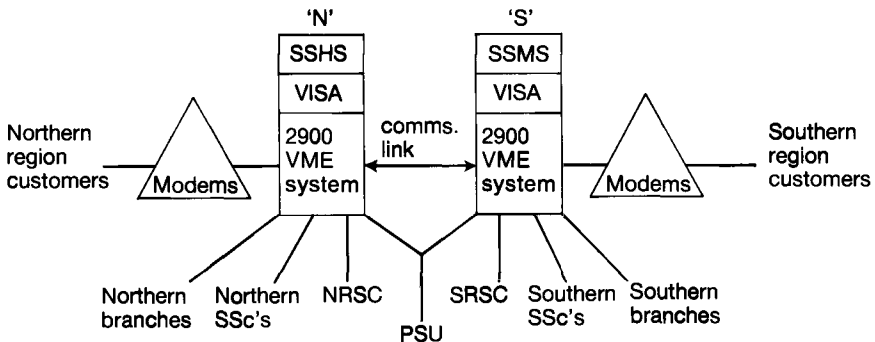 'N'
'S'
SSHS
SSMS
VISA
VISA
Northern
region
customers
Modems
2900
VME
system
comms.
link
2900
VME
system
Modems
Southern
region
customers
Northern
branches
Northern
SSc's
NRSC
PSU
SRSC
Southern
SSc's
Southern
branches